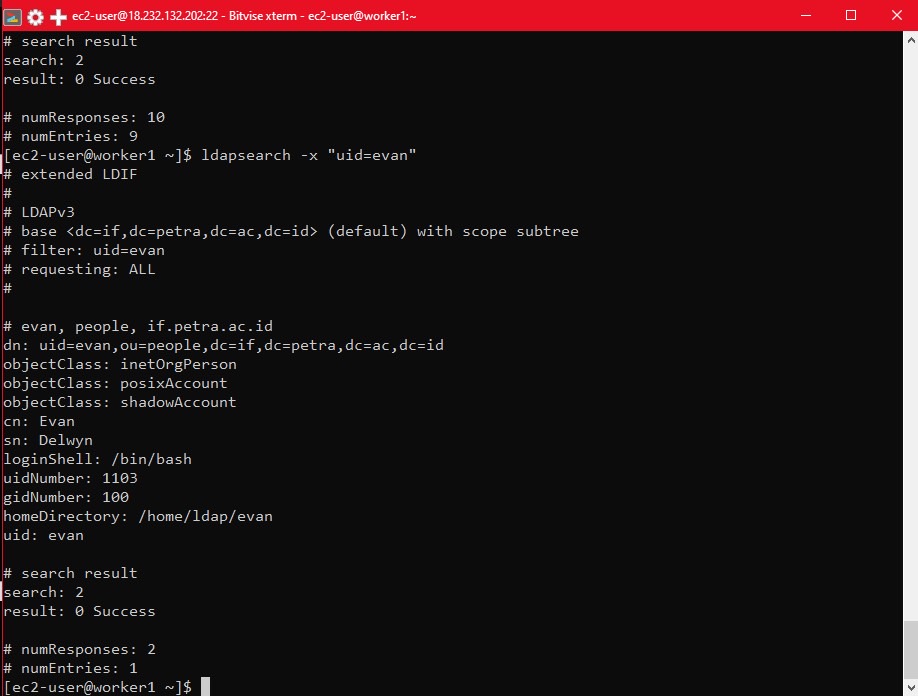 ec2-user@18.232.132.202:22 - Bitvise xterm - ec2-user@worker1:~
# search result
search: 2
result: 0 Success
# numResponses: 10
# numEntries: 9
[ec2-user@worker1 ~]$ ldapsearch -x "uid=evan"
# extended LDIF
#
# LDAPv3
# base <dc=if,dc=petra,dc=ac,dc=id> (default) with scope subtree
# filter: uid=evan
# requesting: ALL
#
# evan, people, if.petra.ac.id
dn: uid=evan,ou=people,dc=if,dc=petra,dc=ac,dc=id
objectClass: inetOrgPerson
objectClass: posixAccount
objectClass: shadowAccount
cn: Evan
sn: Delwyn
loginShell: /bin/bash
uidNumber: 1103
gidNumber: 100
homeDirectory: /home/ldap/evan
uid: evan
# search result
search: 2
result: 0 Success
# numResponses: 2
# numEntries: 1
[ec2-user@worker1 ~]$